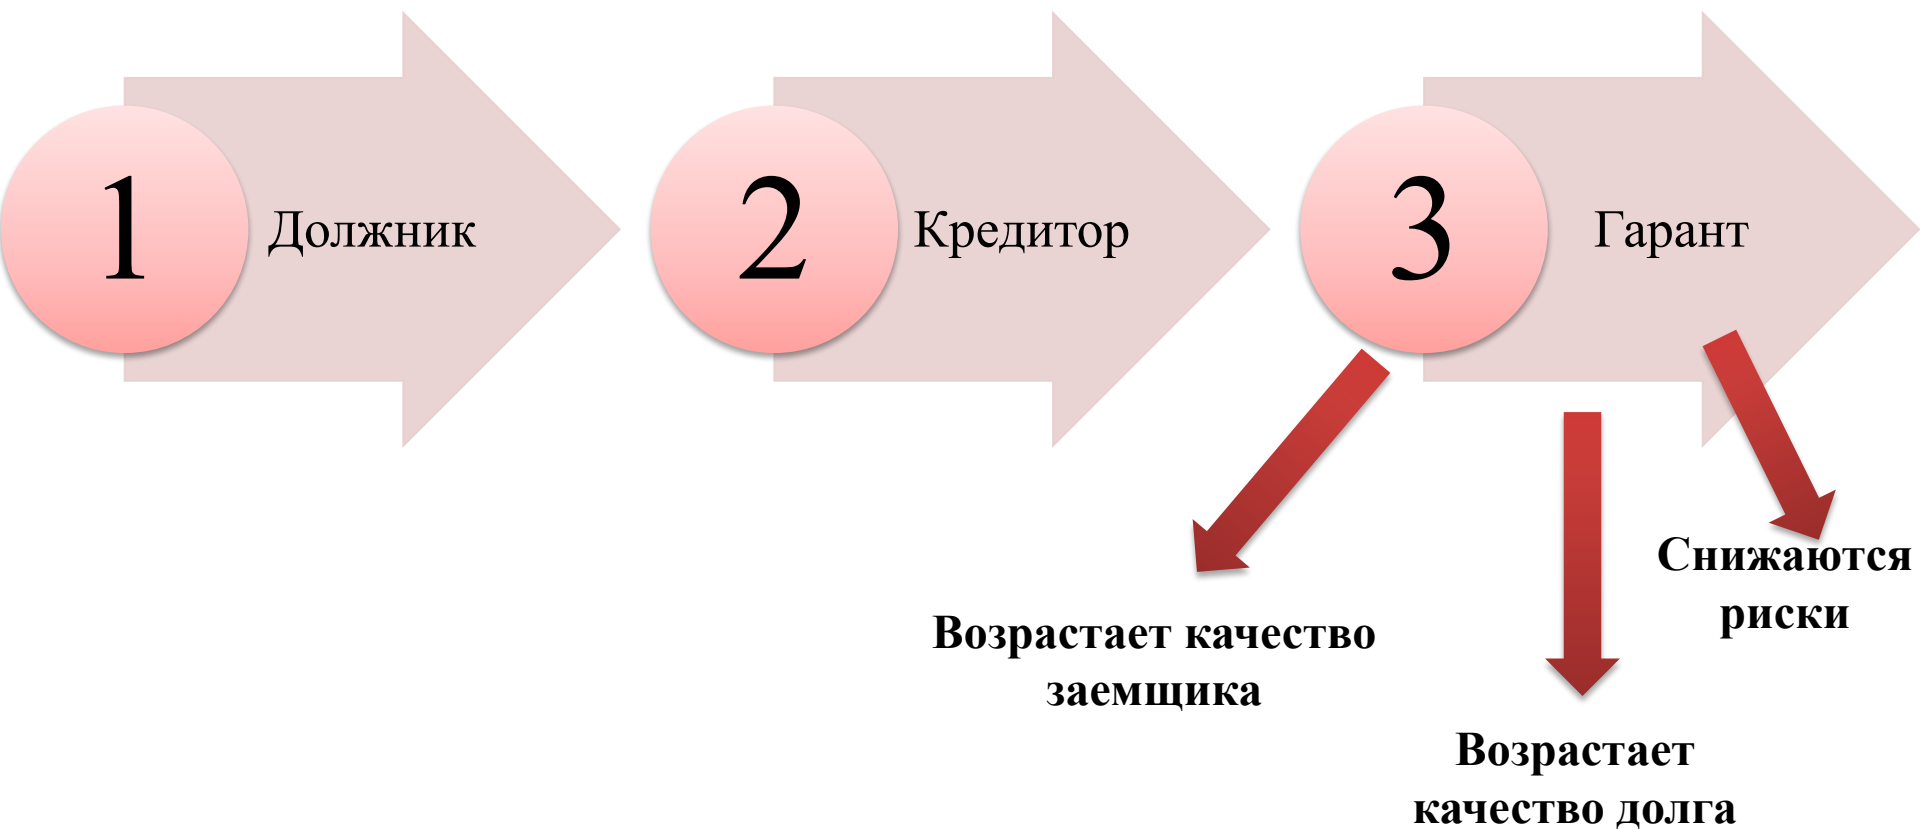 1
Должник
2
Кредитор
3
Гарант
Возрастает качество
заемщика
Возрастает
качество долга
Снижаются
риски